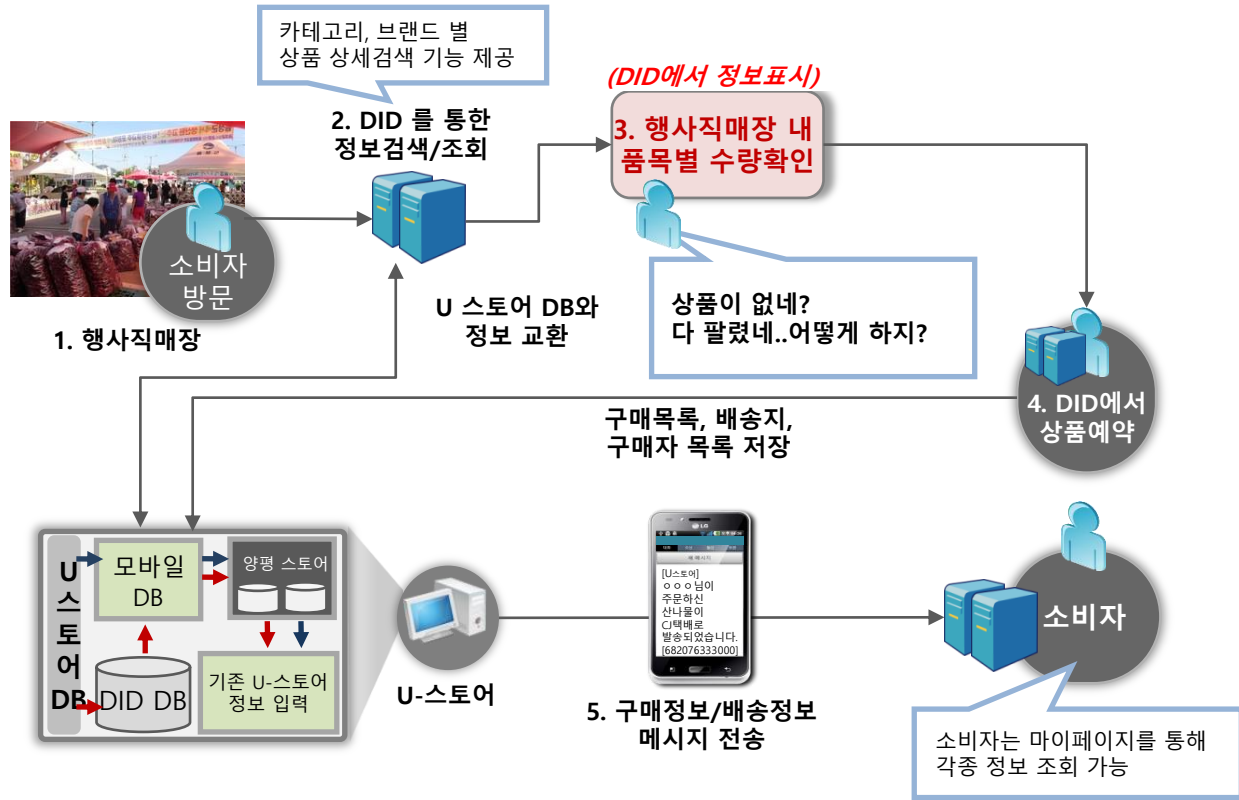 카테고리, 브랜드 별
상품 상세검색 기능 제공
(DID에서 정보표시)
2. DID 를 통한
정보검색/조회
3. 행사직매장 내
품목별 수량확인
소비자
방문
1. 행사직매장
U 스토어 DB와
정보 교환
상품이 없네?
다 팔렸네..어떻게 하지?
4. DID에서
상품예약
구매목록, 배송지,
구매자 목록 저장
U
스
토
어
DB
모바일
DB
양평 스토어
DID DB
기존 U-스토어
정보 입력
U-스토어
LG
[U스토어]
ㅇㅇㅇ님이
주문하신
산나물이
CJ택배로
발송되었습니다.
[682076333000]
5. 구매정보/배송정보
메시지 전송
소비자
소비자는 마이페이지를 통해
각종 정보 조회 가능